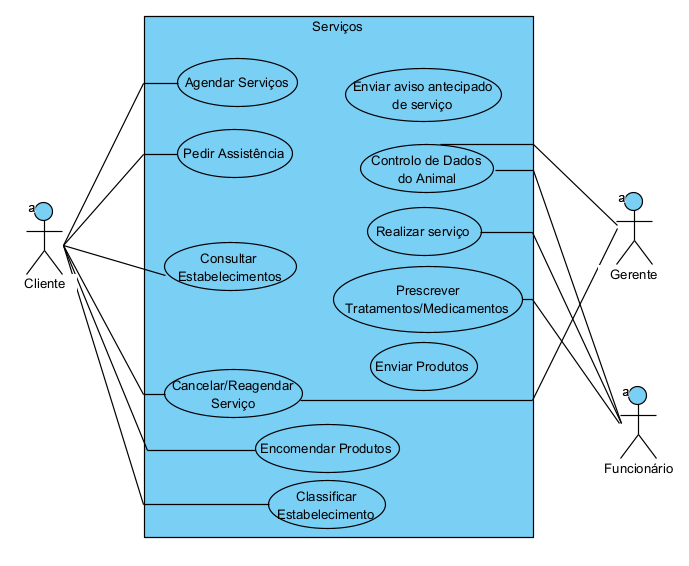 Serviços
Agendar Serviços
Enviar aviso antecipado
de serviço
Pedir Assistência
Controlo de Dados
do Animal
a
Cliente
a
Gerente
Realizar serviço
Consultar
Estabelecimentos
Prescrever
Tratamentos/Medicamentos
Enviar Produtos
Cancelar/Reagendar
Serviço
a
Funcionário
Encomendar Produtos
Classificar
Estabelecimento